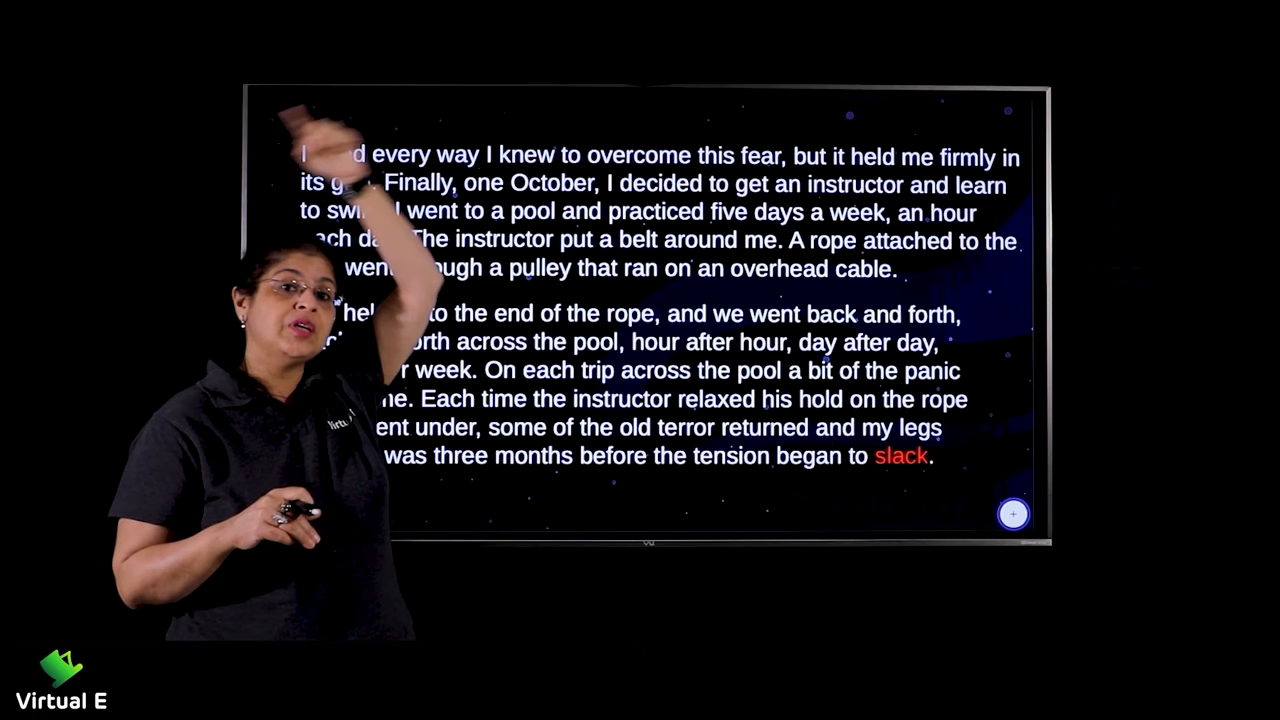 every way I knew to overcome this fear, but it held me firmly in
its Finally, one October, I decided to get an instructor and learn
to I went to a pool and practiced five days a week, an hour
The instructor put a belt around me. A rope attached to the
a pulley that ran on an overhead cable.
to the end of the rope, and we went back and forth,
across the pool, hour after hour, day after day,
week. On each trip across the pool a bit of the panic
Each time the instructor relaxed his hold on the rope
under, some of the old terror returned and my legs
was three months before the tension began to slack.
Virtual E